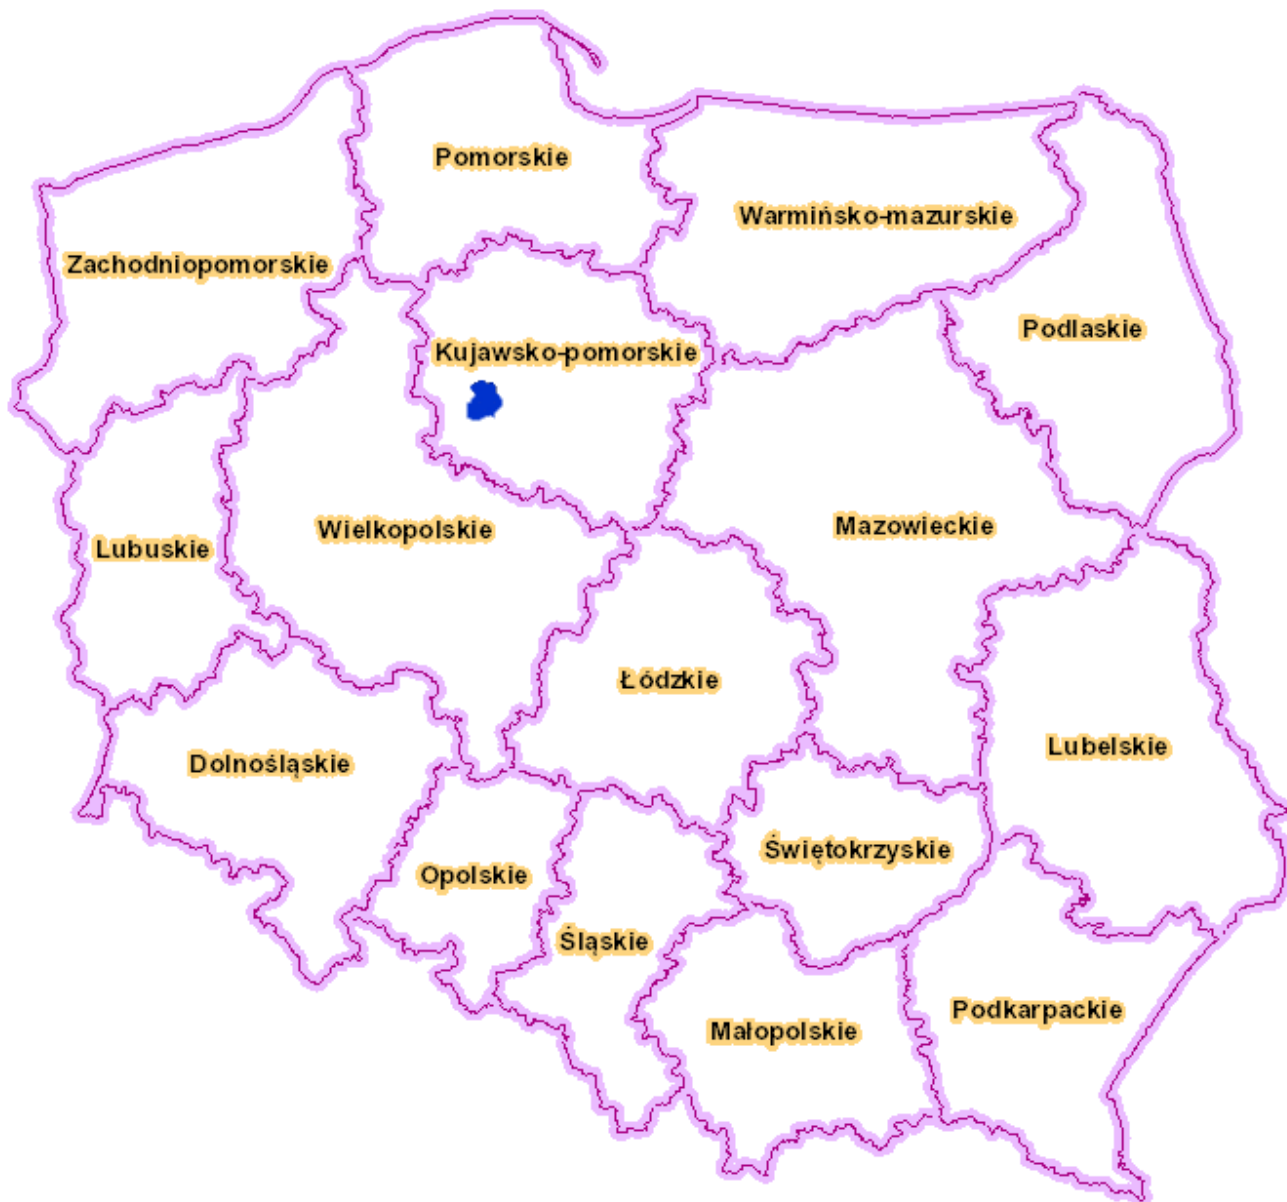 Pomorskie
Warmińsko-mazurskie
Zachodniopomorskie
Podlaskie
Kujawsko-pomorskie
Mazowieckie
Wielkopolskie
Lubuskie
Łódzkie
Lubelskie
Dolnośląskie
Świętokrzyskie
Opolskie
Śląskie
Podkarpackie
Małopolskie